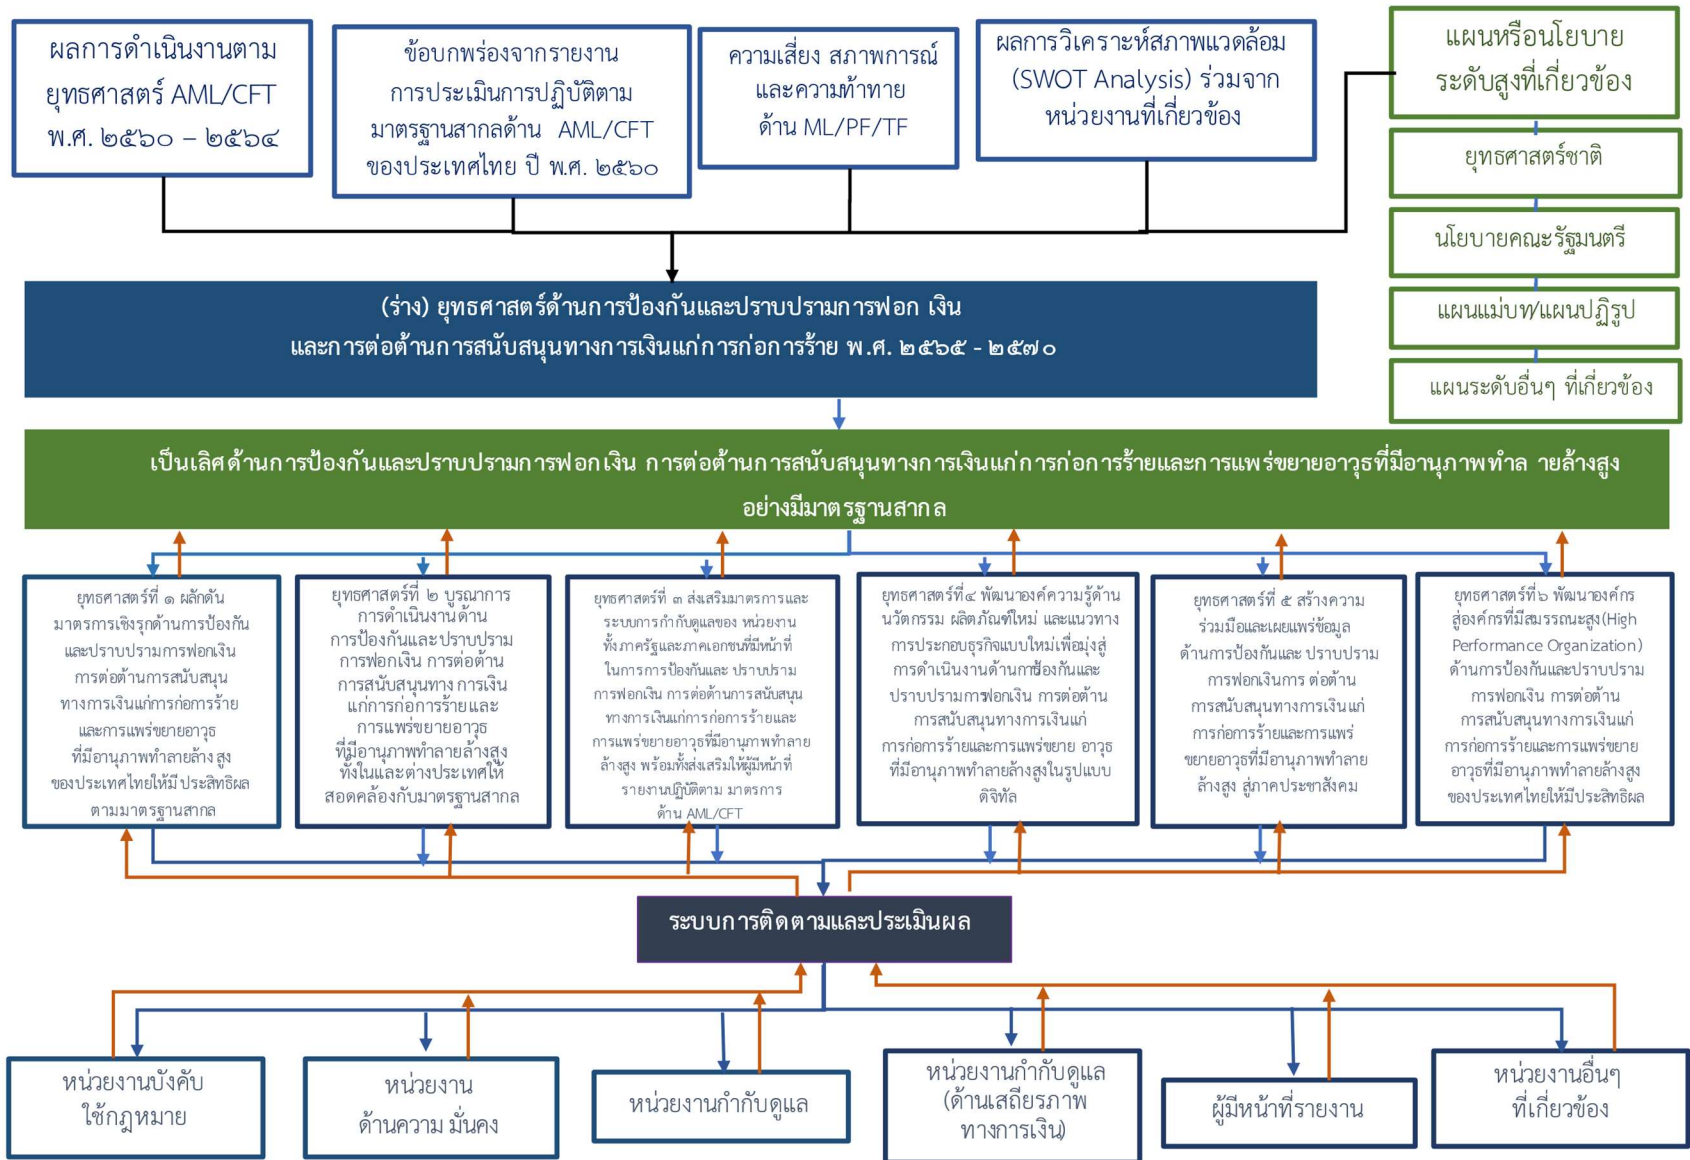 ผลการดำเนินงานตาม
ยุทธศาสตร์ AML/CFT
พ.ศ. ๒๕๖๐ – ๒๕๖๔
ข้อบกพร่องจากรายงาน
การประเมินการปฏิบัติตาม
มาตรฐานสากลด้าน AML/CFT
ของประเทศไทย ปี พ.ศ. ๒๕๖๐
ความเสี่ยง สภาพการณ์
และความท้าทาย
ด้าน ML/PF/TF
ผลการวิเคราะห์สภาพแวดล้อม
(SWOT Analysis) ร่วมจาก
หน่วยงานที่เกี่ยวข้อง
แผนหรือนโยบาย
ระดับสูงที่เกี่ยวข้อง
ยุทธศาสตร์ชาติ
นโยบายคณะรัฐมนตรี
แผนแม่บท/แผนปฏิรูป
แผนระดับอื่นๆ ที่เกี่ยวข้อง
(ร่าง) ยุทธศาสตร์ด้านการป้องกันและปราบปรามการฟอก เงิน
และการต่อต้านการสนับสนุนทางการเงินแก่การก่อการร้าย พ.ศ. ๒๕๖๕ - ๒๕๗๐
เป็นเลิศด้านการป้องกันและปราบปรามการฟอกเงิน การต่อต้านการสนับสนุนทางการเงินแก่การก่อการร้ายและการแพร่ขยายอาวุธที่มีอานุภาพทำล ายล้างสูง
อย่างมีมาตรฐานสากล
ยุทธศาสตร์ที่ ๑ ผลักดัน
มาตรการเชิงรุกด้านการป้องกัน
และปราบปรามการฟอกเงิน
การต่อต้านการสนับสนุน
ทางการเงินแก่การก่อการร้าย
และการแพร่ขยายอาวุธ
ที่มีอานุภาพทำลายล้าง สูง
ของประเทศไทยให้มี ประสิทธิผล
ตามมาตรฐานสากล
ยุทธศาสตร์ที่ ๒ บูรณาการ
การดำเนินงานด้าน
การป้องกันและ ปราบปราม
การฟอกเงิน การต่อต้าน
การสนับสนุนทาง การเงิน
แก่การก่อการร้ายและ
การแพร่ขยายอาวุธ
ที่มีอานุภาพทำลายล้างสูง
ทั้งในและต่างประเทศให้
สอดคล้องกับมาตรฐานสากล
ยุทธศาสตร์ที่ ๓ ส่งเสริมมาตรการและ
ระบบการกำกับดูแลของ หน่วยงาน
ทั้งภาครัฐและภาคเอกชนที่มีหน้าที่
ในการการป้องกันและ ปราบปราม
การฟอกเงิน การต่อต้านการสนับสนุน
ทางการเงินแก่การก่อการร้ายและ
การแพร่ขยายอาวุธที่มีอานุภาพทำลาย
ล้างสูง พร้อมทั้งส่งเสริมให้ผู้มีหน้าที่
รายงานปฏิบัติตาม มาตรการ
ด้าน AML/CFT
ยุทธศาสตร์ที่๔ พัฒนาองค์ความรู้ด้าน
นวัตกรรม ผลิตภัณฑ์ใหม่ และแนวทาง
การประกอบธุรกิจแบบใหม่เพื่อมุ่งสู่
การดำเนินงานด้านการป้องกันและ
ปราบปรามการฟอกเงิน การต่อต้าน
การสนับสนุนทางการเงินแก่
การก่อการร้ายและการแพร่ขยาย อาวุธ
ที่มีอานุภาพทำลายล้างสูงในรูปแบบ
ดิจิทัล
ยุทธศาสตร์ที่ ๕ สร้างความ
ร่วมมือและเผยแพร่ข้อมูล
ด้านการป้องกันและ ปราบปราม
การฟอกเงินการ ต่อต้าน
การสนับสนุนทางการเงินแก่
การก่อการร้ายและการแพร่
ขยายอาวุธที่มีอานุภาพทำลาย
ล้างสูง สู่ภาคประชาสังคม
ยุทธศาสตร์ที่๖ พัฒนาองค์กร
สู่องค์กรที่มีสมรรถนะสูง(High
Performance Organization)
ด้านการป้องกันและปราบปราม
การฟอกเงิน การต่อต้าน
การสนับสนุนทางการเงินแก่
การก่อการร้ายและการแพร่ขยาย
อาวุธที่มีอานุภาพทำลายล้างสูง
ของประเทศไทยให้มีประสิทธิผล
ระบบการติดตามและประเมินผล
หน่วยงานบังคับ
ใช้กฎหมาย
หน่วยงาน
ด้านความ มั่นคง
หน่วยงานกำกับดูแล
หน่วยงานกำกับดูแล
(ด้านเสถียรภาพ
ทางการเงิน)
ผู้มีหน้าที่รายงาน
หน่วยงานอื่นๆ
ที่เกี่ยวข้อง